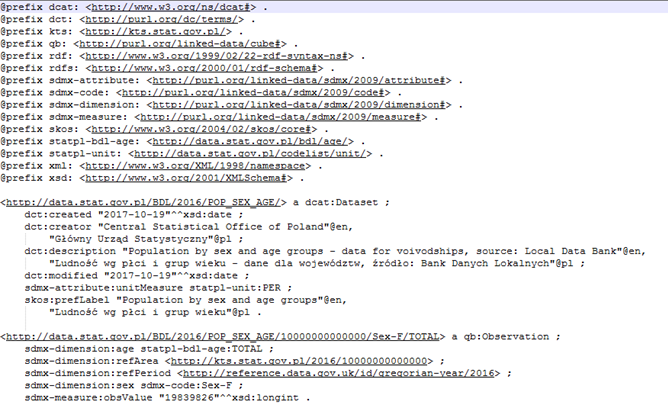 @prefix dcat: <http://www.w3.org/ns/dcat#> .
@prefix dct: <http://purl.org/dc/terms/> .
@prefix kts: <http://kts.stat.gov.pl/> .
@prefix qb: <http://purl.org/linked-data/cube#> .
@prefix rdf: <http://www.w3.org/1999/02/22-rdf-syntax-ns#> .
@prefix rdfs: <http://www.w3.org/2000/01/rdf-schema#> .
@prefix sdmx-attribute: <http://purl.org/linked-data/sdmx/2009/attribute#> .
@prefix sdmx-code: <http://purl.org/linked-data/sdmx/2009/code#> .
@prefix sdmx-dimension: <http://purl.org/linked-data/sdmx/2009/dimension#> .
@prefix sdmx-measure: <http://purl.org/linked-data/sdmx/2009/measure#> .
@prefix skos: <http://www.w3.org/2004/02/skos/core#> .
@prefix statpl-bdl-age: <http://data.stat.gov.pl/bdl/age/> .
@prefix statpl-unit: <http://data.stat.gov.pl/codelist/unit/> .
@prefix xml: <http://www.w3.org/XML/1998/namespace> .
@prefix xsd: <http://www.w3.org/2001/XMLSchema#> .
<http://data.stat.gov.pl/BDL/2016/POP_SEX_AGE/> a dcat:Dataset ;
dct:created "2017-10-19"^^xsd:date ;
dct:creator "Central Statistical Office of Poland"@en,
"Główny Urząd Statystyczny"@pl ;
dct:description "Population by sex and age groups - data for voivodships, source: Local Data Bank"@en,
"Ludność wg płci i grup wieku - dane dla województw, źródło: Bank Danych Lokalnych"@pl ;
dct:modified "2017-10-19"^^xsd:date ;
sdmx-attribute:unitMeasure statpl-unit:PER ;
skos:prefLabel "Population by sex and age groups"@en,
"Ludność wg płci i grup wieku"@pl .
<http://data.stat.gov.pl/BDL/2016/POP_SEX_AGE/10000000000000/Sex-F/TOTAL> a qb:Observation ;
sdmx-dimension:age statpl-bdl-age:TOTAL ;
sdmx-dimension:refArea <http://kts.stat.gov.pl/2016/10000000000000> ;
sdmx-dimension:refPeriod <http://reference.data.gov.uk/id/gregorian-year/2016> ;
sdmx-dimension:sex sdmx-code:Sex-F ;
sdmx-measure:obsValue "19839826"^^xsd:longint .